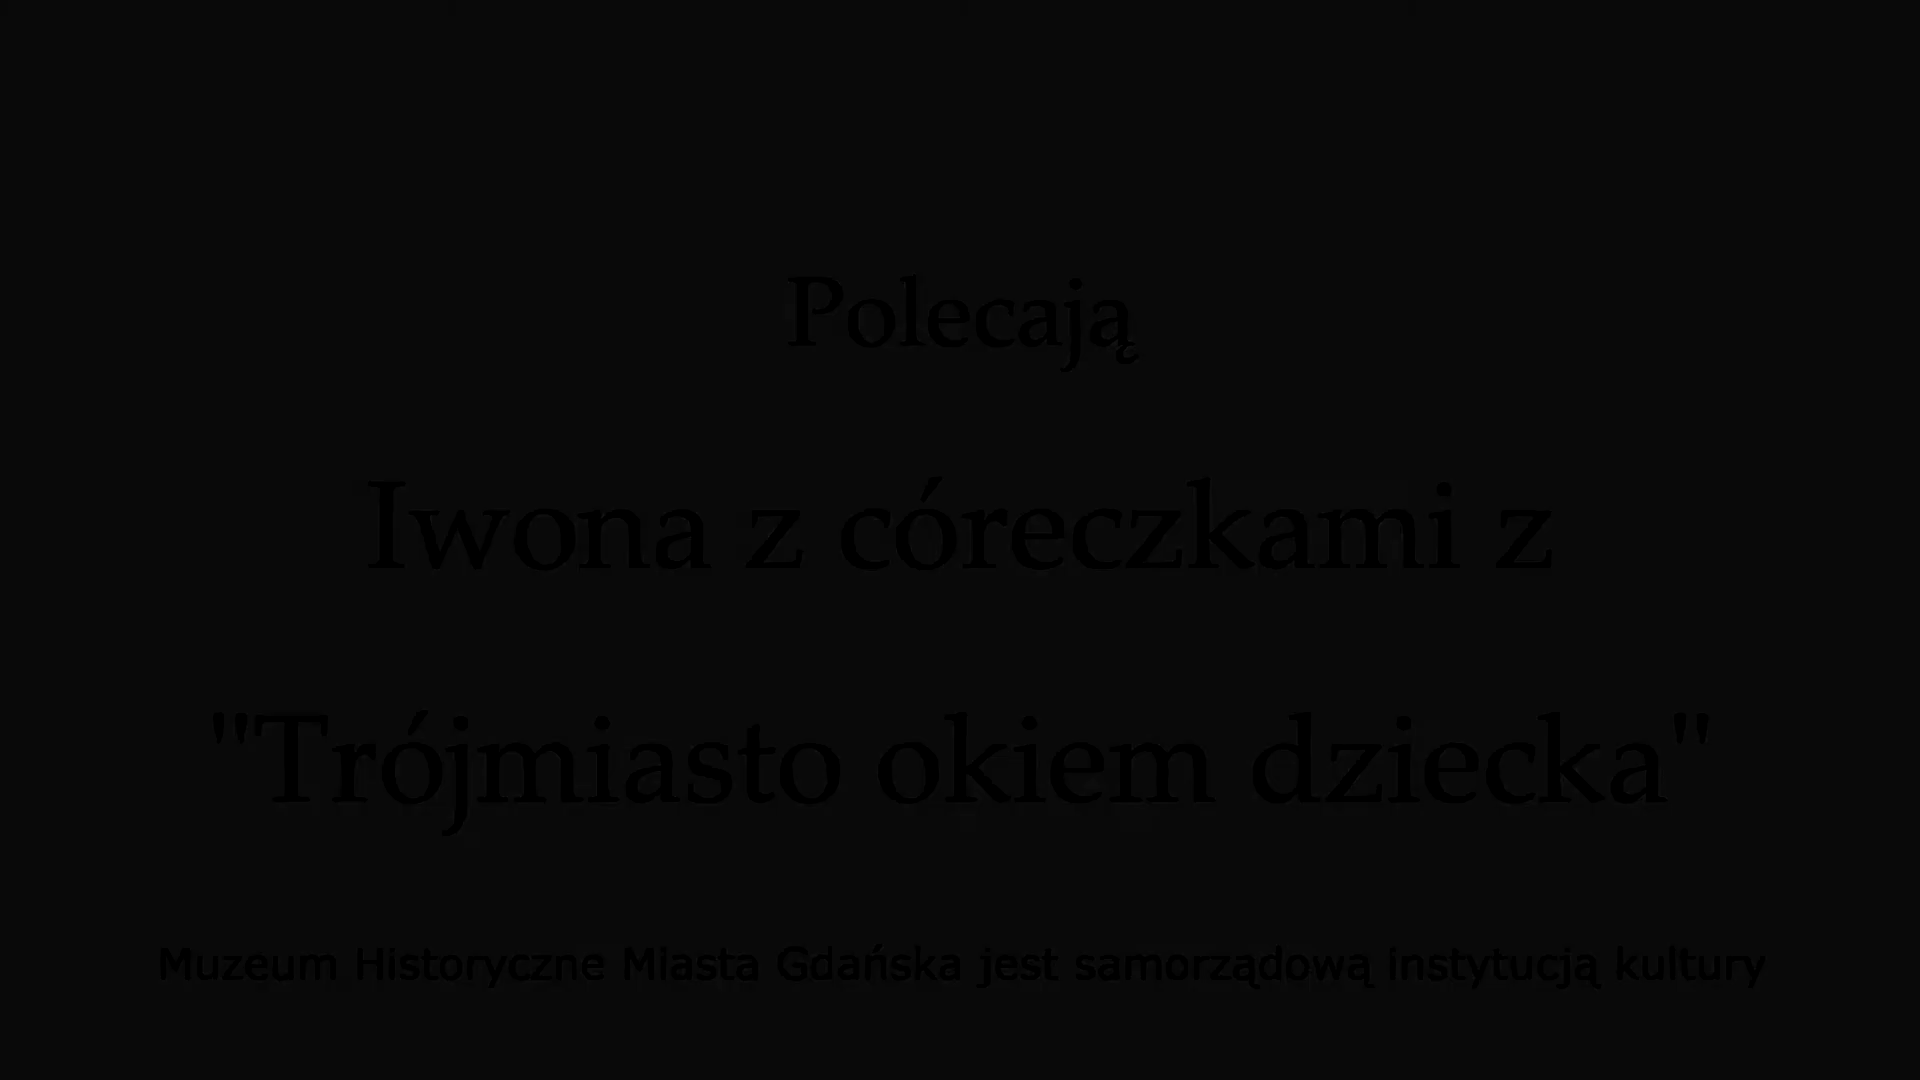 Polecają
Iwona z córeczkami z
"Trójmiasto okiem dziecka"
Muzeum Historyczne Miasta Gdańska jest samorządową instytucją kultury